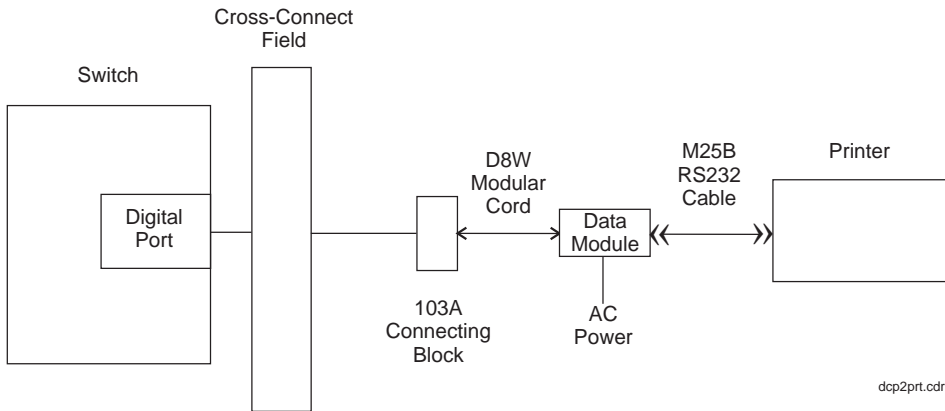 Cross-Connect
Field
Switch
Digital
Port
103A
Connecting
Block
D8W
Modular
Cord
Data
Module
AC
Power
M25B
RS232
Cable
Printer
dcp2prt.cdr